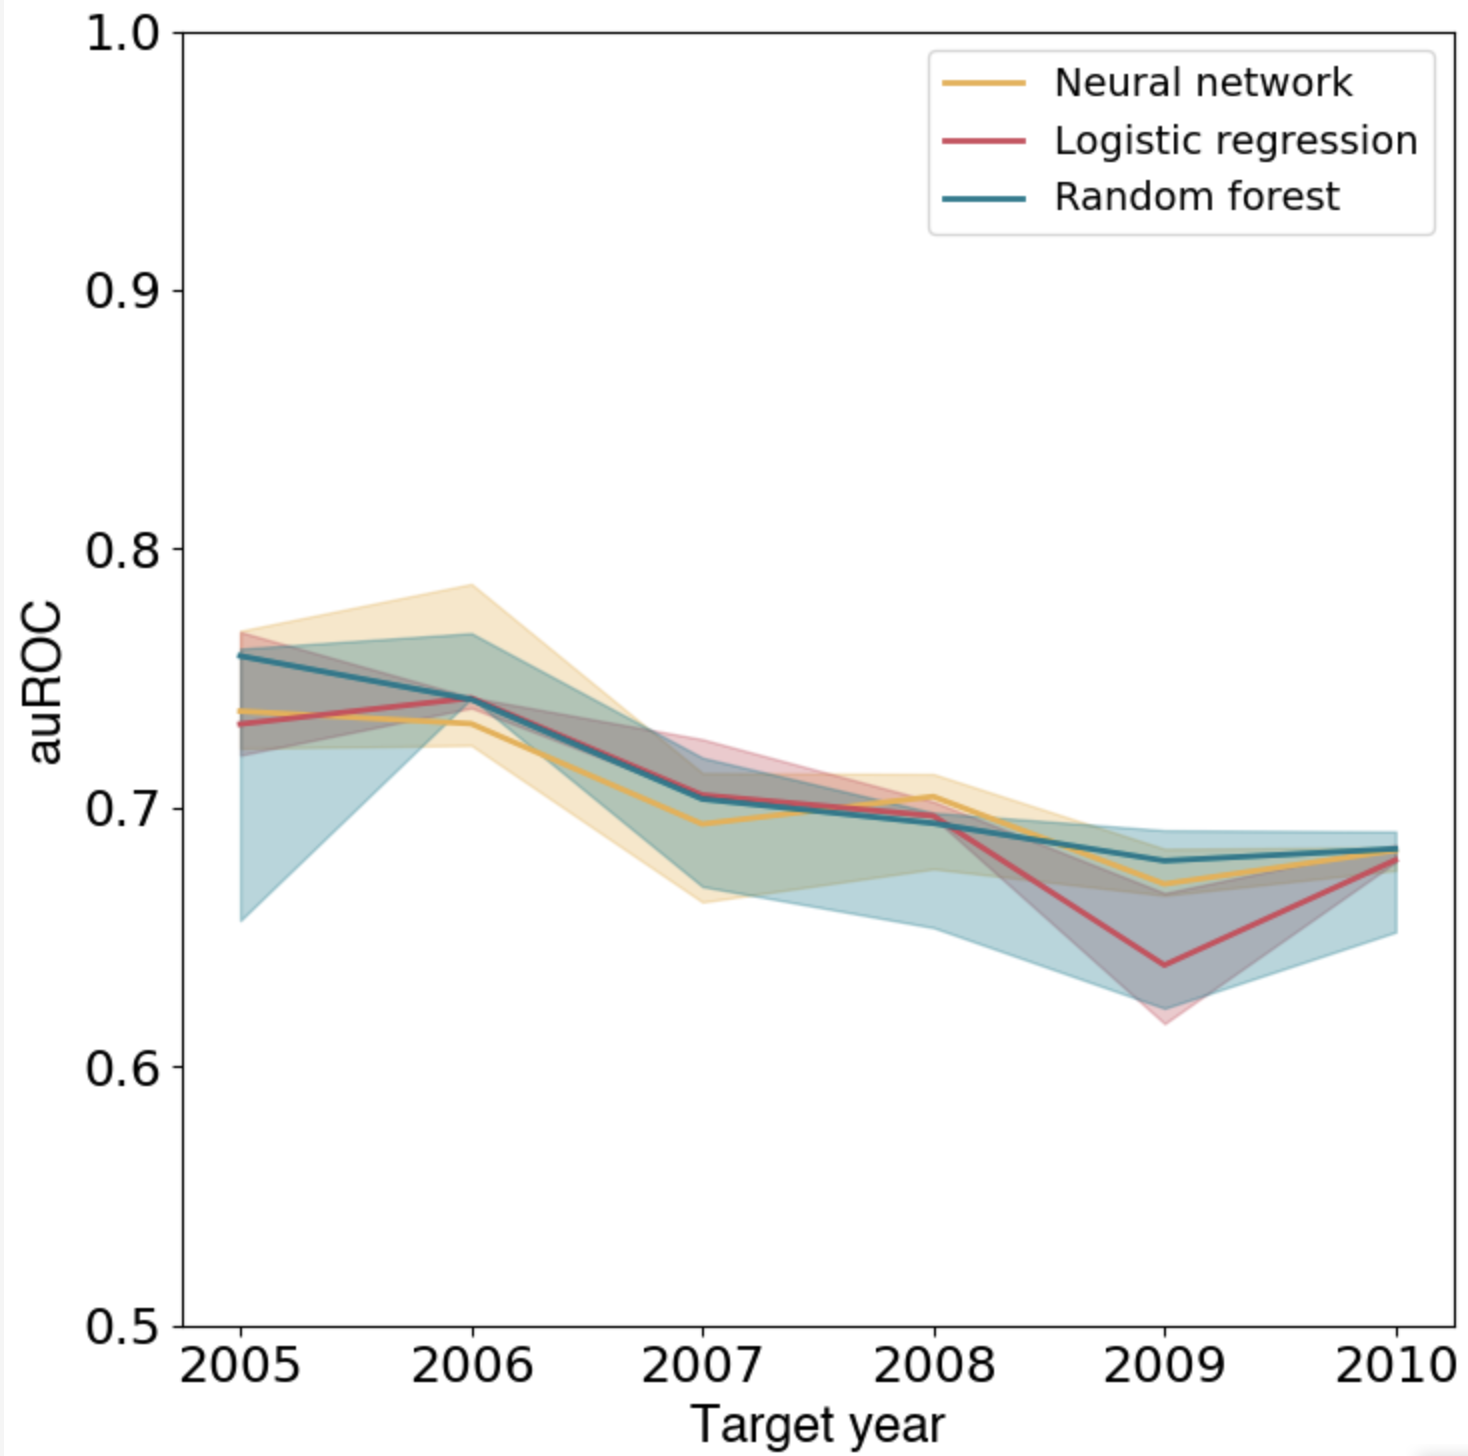 1.0
0.9
0.8
0.7
0.6
0.5
auROC
Neural network
Logistic regression
Random forest
2005 2006 2007 2008 2009 2010
Target year